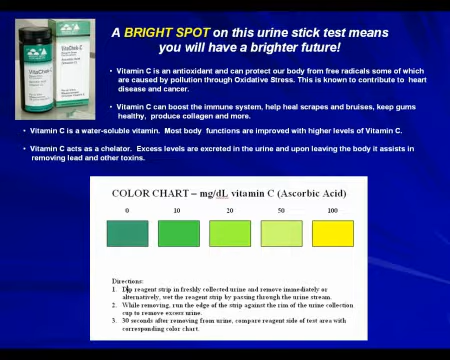 A BRIGHT SPOT on this urine stick test means
you will have a brighter future!
VitaChek-C
VitaChek-C
• Vitamin C is an antioxidant and can protect our body from free radicals some of which
are caused by pollution through Oxidative Stress. This is known to contribute to heart
disease and cancer.
• Vitamin C can boost the immune system, help heal scrapes and bruises, keep gums
healthy, produce collagen and more.
• Vitamin C is a water-soluble vitamin. Most body functions are improved with higher levels of Vitamin C.
• Vitamin C acts as a chelator. Excess levels are excreted in the urine and upon leaving the body it assists in
removing lead and other toxins.
COLOR CHART – mg/dL vitamin C (Ascorbic Acid)
0 10 20 50 100
Directions:
1. Dip reagent strip in freshly collected urine and remove immediately or
alternatively, wet the reagent strip by passing through the urine stream.
2. While removing, run the edge of the strip against the rim of the urine collection
cup to remove excess urine.
3. 30 seconds after removing from urine, compare reagent side of test area with
corresponding color chart.